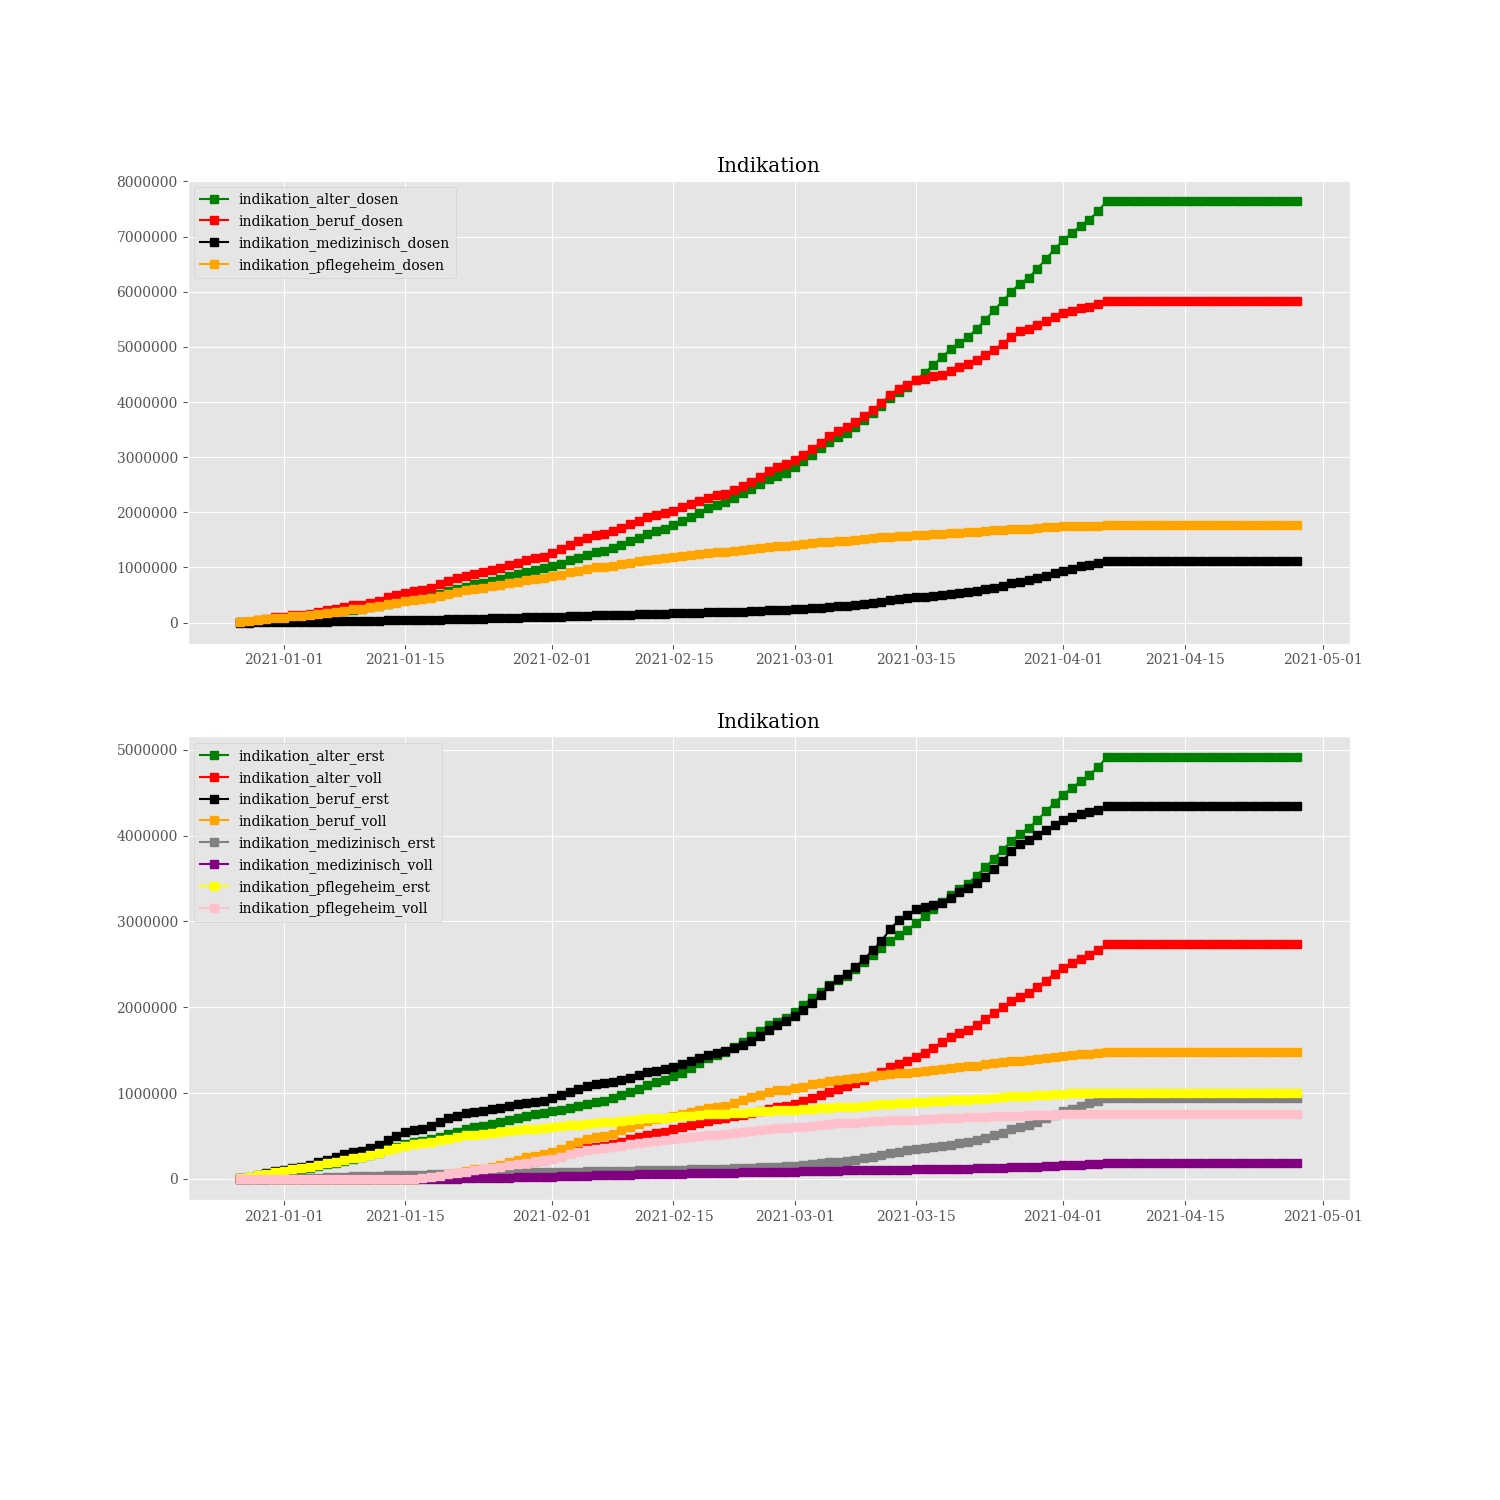 Indikation
8000000
7000000
6000000
5000000
4000000
3000000
2000000
1000000
0
indikation_alter_dosen
indikation_beruf_dosen
indikation_medizinisch_dosen
indikation_pflegeheim_dosen
2021-01-01 2021-01-15 2021-02-01 2021-02-15 2021-03-01 2021-03-15 2021-04-01 2021-04-15 2021-05-01
Indikation
5000000
4000000
3000000
2000000
1000000
0
indikation_alter_erst
indikation_alter_voll
indikation_beruf_erst
indikation_beruf_voll
indikation_medizinisch_erst
indikation_medizinisch_voll
indikation_pflegeheim_erst
indikation_pflegeheim_voll
2021-01-01 2021-01-15 2021-02-01 2021-02-15 2021-03-01 2021-03-15 2021-04-01 2021-04-15 2021-05-01